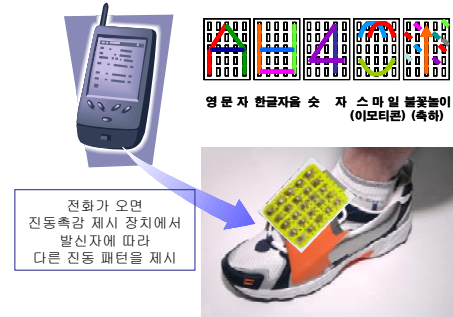 영 문 자 한글자음 숫 자 스 마 일 불꽃놀이
(이모티콘) (축하)
전화가 오면
진동촉감 제시 장치에서
발신자에 따라
다른 진동 패턴을 제시